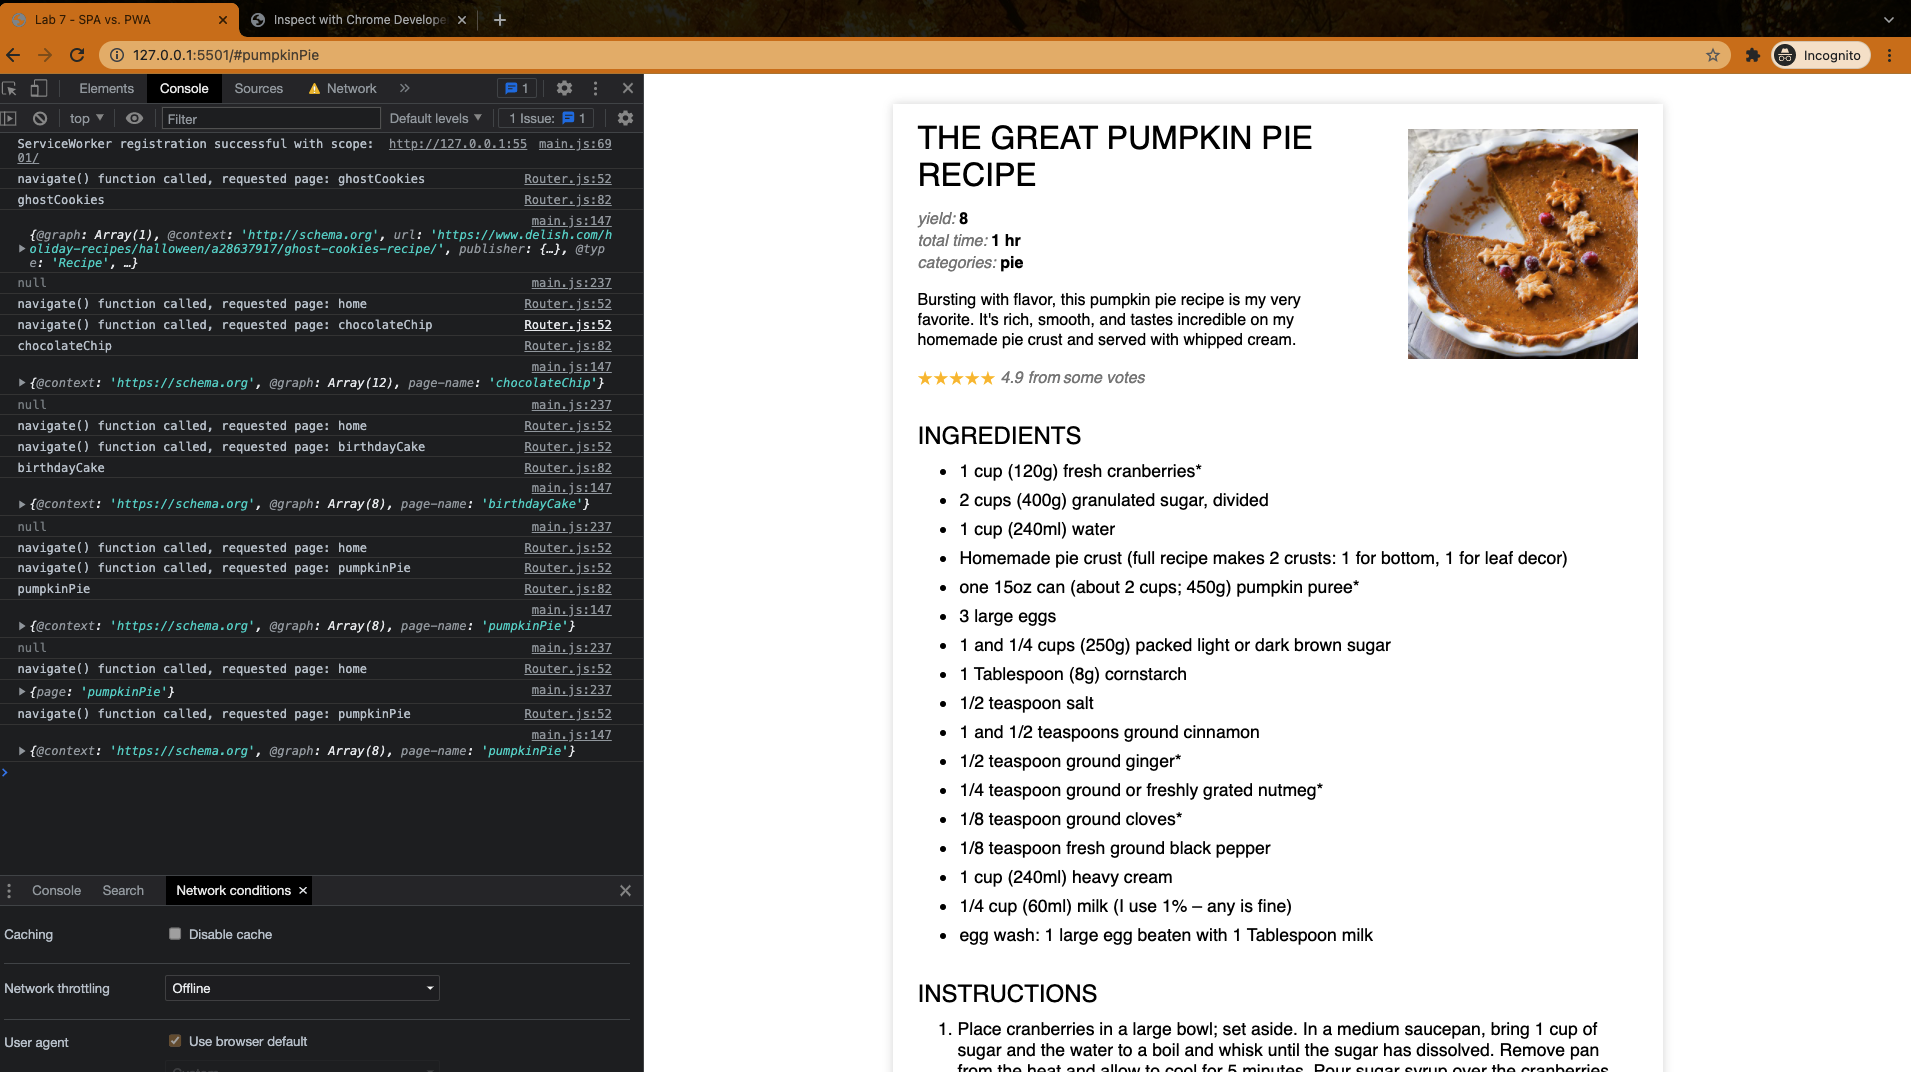 Lab 7 - SPA vs. PWA
Inspect with Chrome Develope
127.0.0.1:5501/#pumpkinPie
Incognito
Elements Console Sources Network 1
top Filter Default levels 1 Issue: 1
ServiceWorker registration successful with scope: http://127.0.0.1:55 main.js:69
01/
navigate() function called, requested page: ghostCookies Router.js:52
ghostCookies Router.js:82
main.js:147
{@graph: Array(1), @context: 'http://schema.org', url: 'https://www.delish.com/h
oliday-recipes/halloween/a28637917/ghost-cookies-recipe/', publisher: {…}, @typ
e: 'Recipe', …}
null main.js:237
navigate() function called, requested page: home Router.js:52
navigate() function called, requested page: chocolateChip Router.js:52
chocolateChip Router.js:82
main.js:147
{@context: 'https://schema.org', @graph: Array(12), page-name: 'chocolateChip'}
null main.js:237
navigate() function called, requested page: home Router.js:52
navigate() function called, requested page: birthdayCake Router.js:52
birthdayCake Router.js:82
main.js:147
{@context: 'https://schema.org', @graph: Array(8), page-name: 'birthdayCake'}
null main.js:237
navigate() function called, requested page: home Router.js:52
navigate() function called, requested page: pumpkinPie Router.js:52
pumpkinPie Router.js:82
main.js:147
{@context: 'https://schema.org', @graph: Array(8), page-name: 'pumpkinPie'}
null main.js:237
navigate() function called, requested page: home Router.js:52
{page: 'pumpkinPie'} main.js:237
navigate() function called, requested page: pumpkinPie Router.js:52
main.js:147
{@context: 'https://schema.org', @graph: Array(8), page-name: 'pumpkinPie'}
Console Search Network conditions
Caching Disable cache
Network throttling Offline
User agent Use browser default
Custom
THE GREAT PUMPKIN PIE
RECIPE
yield: 8
total time: 1 hr
categories: pie
Bursting with flavor, this pumpkin pie recipe is my very
favorite. It's rich, smooth, and tastes incredible on my
homemade pie crust and served with whipped cream.
4.9 from some votes
INGREDIENTS
• 1 cup (120g) fresh cranberries*
• 2 cups (400g) granulated sugar, divided
• 1 cup (240ml) water
• Homemade pie crust (full recipe makes 2 crusts: 1 for bottom, 1 for leaf decor)
• one 15oz can (about 2 cups; 450g) pumpkin puree*
• 3 large eggs
• 1 and 1/4 cups (250g) packed light or dark brown sugar
• 1 Tablespoon (8g) cornstarch
• 1/2 teaspoon salt
• 1 and 1/2 teaspoons ground cinnamon
• 1/2 teaspoon ground ginger*
• 1/4 teaspoon ground or freshly grated nutmeg*
• 1/8 teaspoon ground cloves*
• 1/8 teaspoon fresh ground black pepper
• 1 cup (240ml) heavy cream
• 1/4 cup (60ml) milk (I use 1% – any is fine)
• egg wash: 1 large egg beaten with 1 Tablespoon milk
INSTRUCTIONS
1. Place cranberries in a large bowl; set aside. In a medium saucepan, bring 1 cup of
sugar and the water to a boil and whisk until the sugar has dissolved. Remove pan
from the heat and allow to cool for 5 minutes. Pour sugar syrup over the cranberries